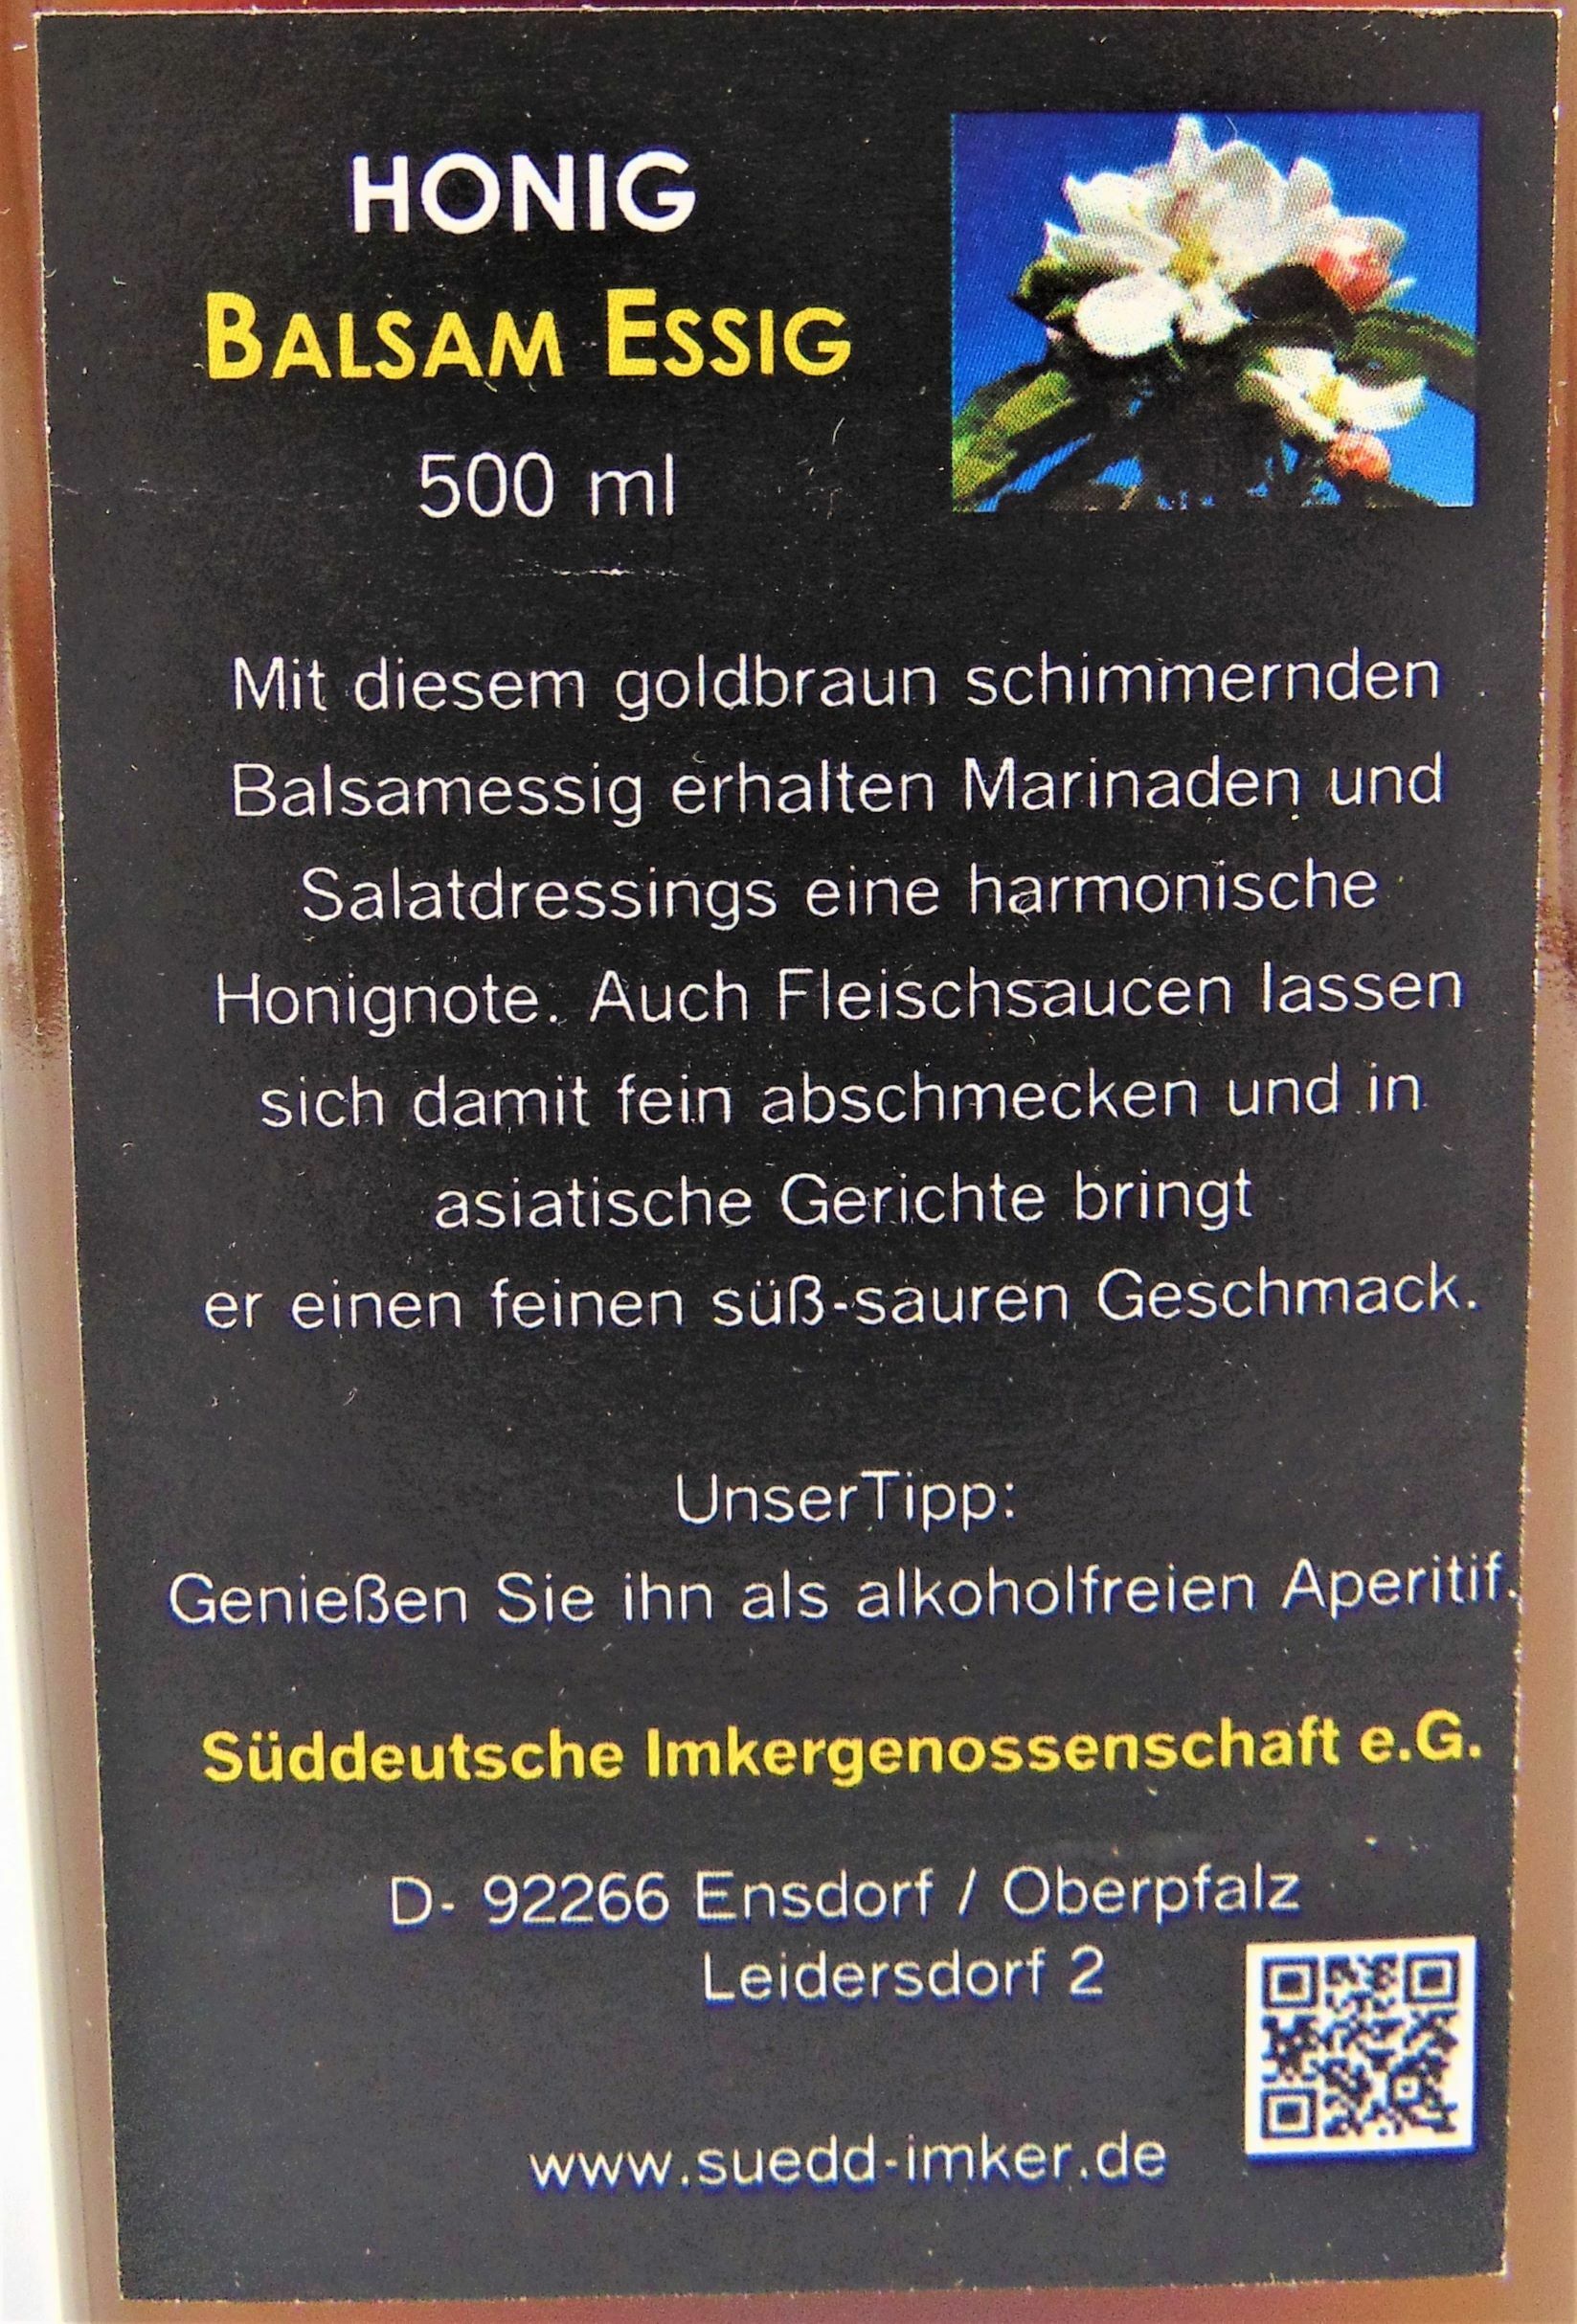 HONIG
BALSAM ESSIG
500 ml
Mit diesem goldbraun schimmernden
Balsamessig erhalten Marinaden und
Salatdressings eine harmonische
Honignote. Auch Fleischsaucen lassen
sich damit fein abschmecken und in
asiatische Gerichte bringt
er einen feinen süß-sauren Geschmack.
UnserTipp:
Genießen Sie ihn als alkoholfreien Aperitif.
Süddeutsche Imkergenossenschaft e.G.
D- 92266 Ensdorf / Oberpfalz
Leidersdorf 2
www.suedd-imker.de